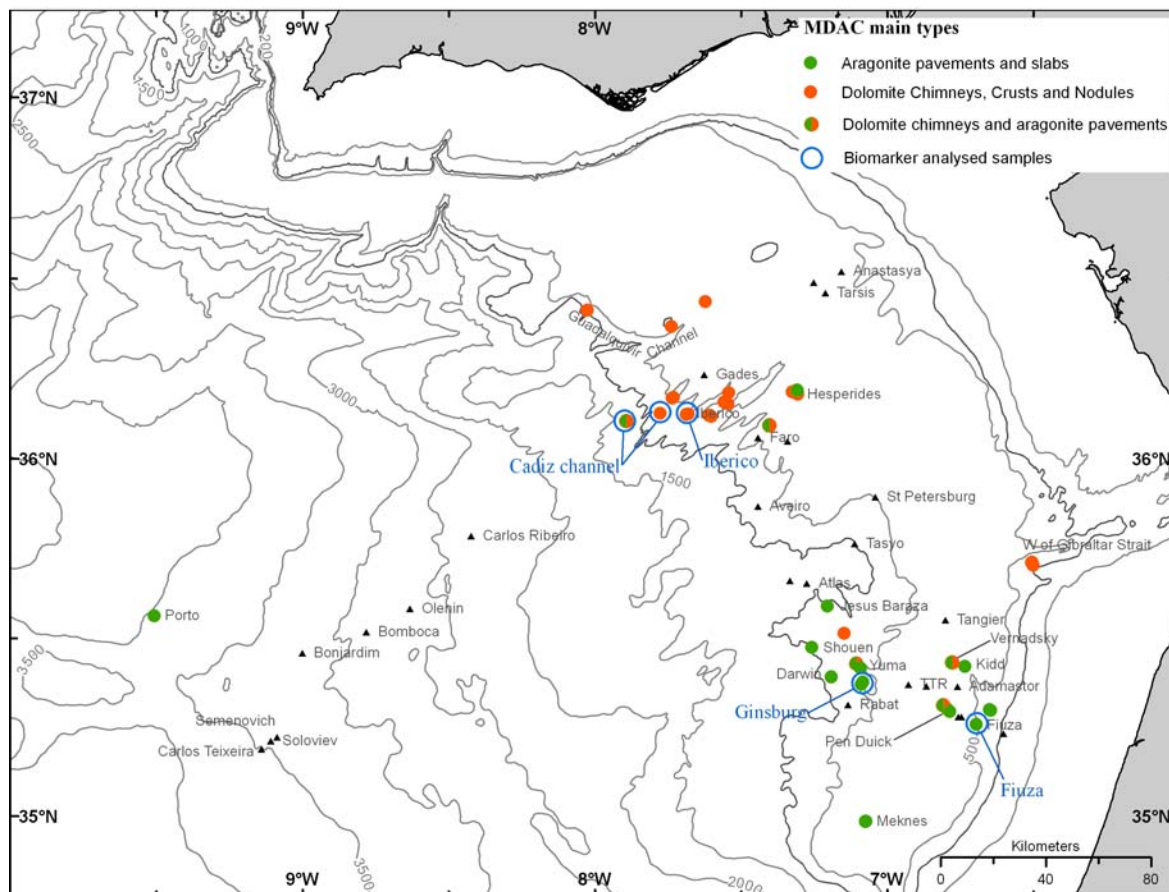 9°W
8°W
MDAC main types
Aragonite pavements and slabs
Dolomite Chimneys, Crusts and Nodules
Dolomite chimneys and aragonite pavements
Biomarker analysed samples
37°N
1000
200
2500
Anastasya
Tarsis
Guadalquivir Channel
Gades
Hesperides
3000
Iberico
Faro
36°N
36°N
Cadiz channel
Iberico
1500
St Petersburg
Aveiro
Carlos Ribeiro
Tasyo
W of Gibraltar Strait
Atlas
Olenin
Jesus Baraza
Porto
Tangier
Bomboca
Vernadsky
3500
Bonjardim
Shouen
Yuma
Kidd
Darwin
TTR
Adamastor
Ginsburg
Rabat
Semenovich
Soloviev
Carlos Teixeira
Pen Duick
Fiuza
500
Fiuza
35°N
35°N
Meknes
Kilometers
3500
2000
0 40 80
9°W
8°W
7°W